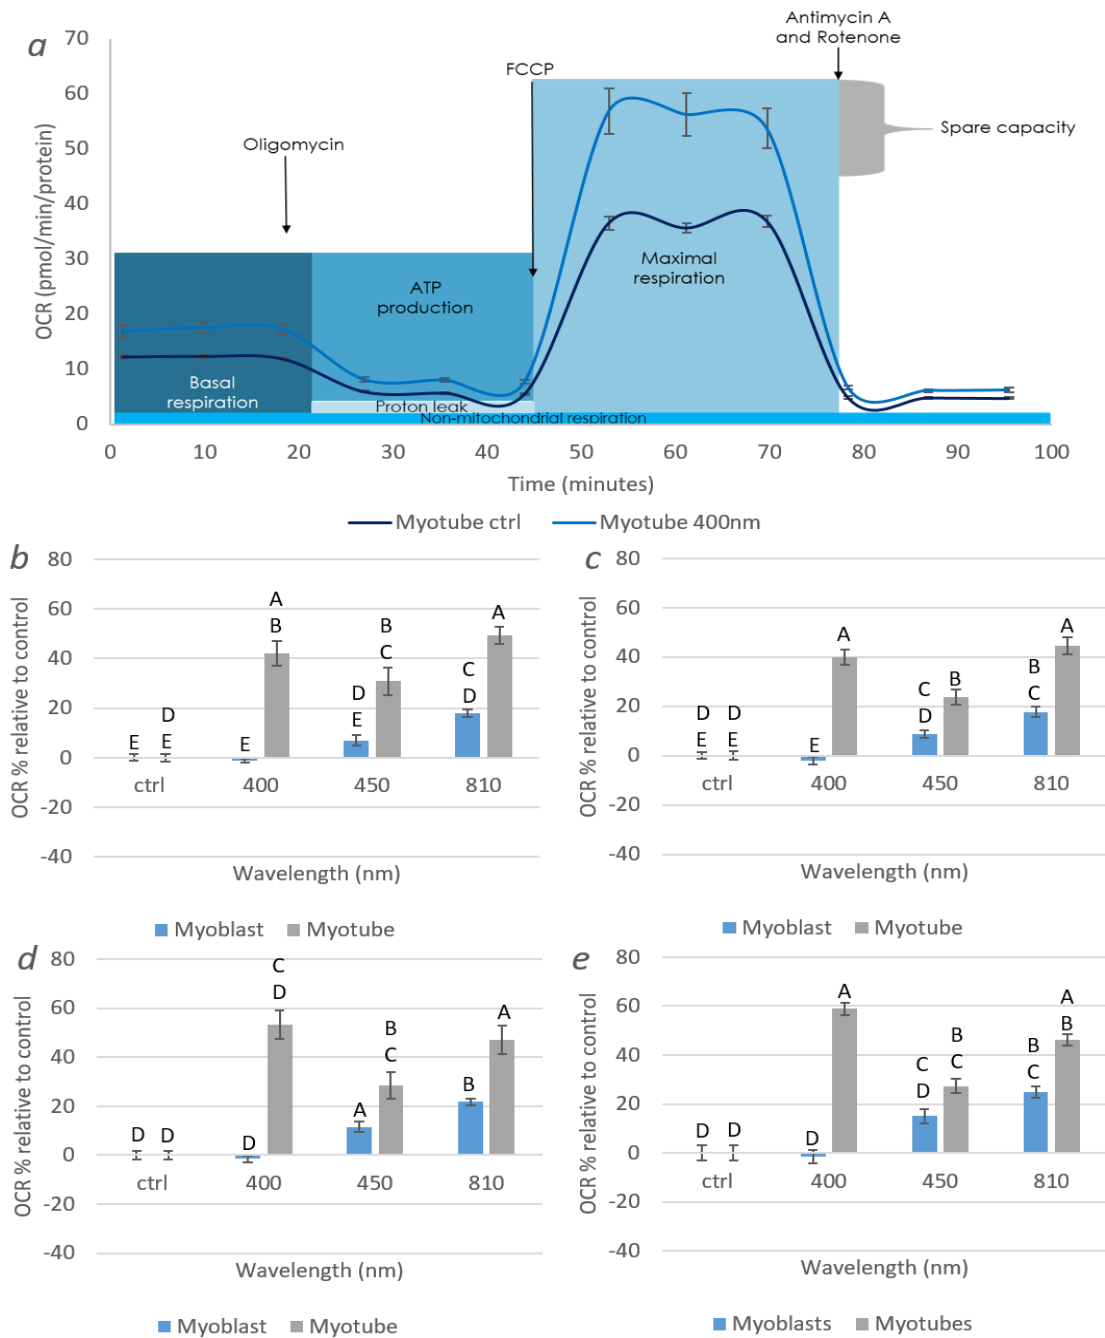 a
OCR (pmol/min/protein)
70
60
50
40
30
20
10
0
Oligomycin
FCCP
Antimycin A
and Rotenone
Spare capacity
ATP
production
Maximal
respiration
Basal
respiration
Proton leak
Non-mitochondrial respiration
0 10 20 30 40 50 60 70 80 90 100
Time (minutes)
Myotube ctrl Myotube 400nm
b
OCR % relative to control
80
60
40
20
0
-20
-40
E
D
E
E
A
B
D
E
B
C
C
D
A
ctrl 400 450 810
Wavelength (nm)
Myoblast Myotube
c
OCR % relative to control
80
60
40
20
0
-20
-40
D
E
D
E
E
A
C
D
B
B
C
A
ctrl 400 450 810
Wavelength (nm)
Myoblast Myotube
d
OCR % relative to control
80
60
40
20
0
-20
-40
D
D
D
C
D
A
B
C
B
A
ctrl 400 450 810
Wavelength (nm)
Myoblast Myotube
e
OCR % relative to control
80
60
40
20
0
-20
-40
D
D
D
A
C
D
B
C
B
C
A
B
ctrl 400 450 810
Wavelength (nm)
Myoblasts Myotubes